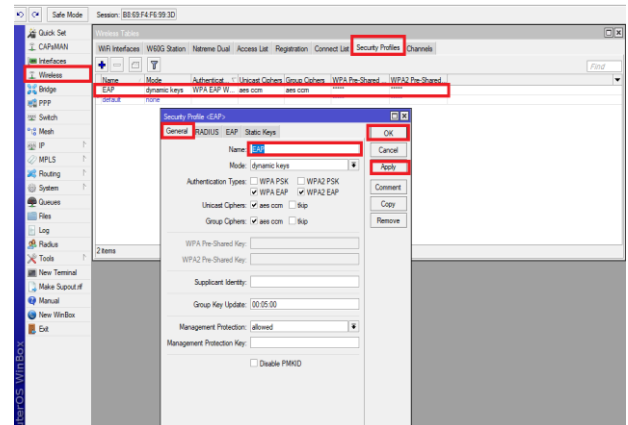 Safe Mode Session: B8:69:F4:F6:99:3D
Quick Set
CAPsMAN
Interfaces
Wireless
Bridge
PPP
Switch
Mesh
IP
MPLS
Routing
System
Queues
Files
Log
Radius
Tools
New Terminal
Make Supout.rif
Manual
New WinBox
Exit
RouterOS WinBox
Wireless Tables
WiFi Interfaces W60G Station Nstreme Dual Access List Registration Connect List Security Profiles Channels
Find
Name Mode Authenticat... Unicast Ciphers Group Ciphers WPA Pre-Shared... WPA2 Pre-Shared...
EAP dynamic keys WPA EAP W... aes ccm aes ccm ***** *****
default none
2 items
Security Profile <EAP>
General RADIUS EAP Static Keys
Name: EAP
Mode: dynamic keys
Authentication Types: WPA PSK WPA2 PSK
WPA EAP WPA2 EAP
Unicast Ciphers: aes ccm tkip
Group Ciphers: aes ccm tkip
WPA Pre-Shared Key:
WPA2 Pre-Shared Key:
Supplicant Identity:
Group Key Update: 00:05:00
Management Protection: allowed
Management Protection Key:
Disable PMKID
OK
Cancel
Apply
Comment
Copy
Remove